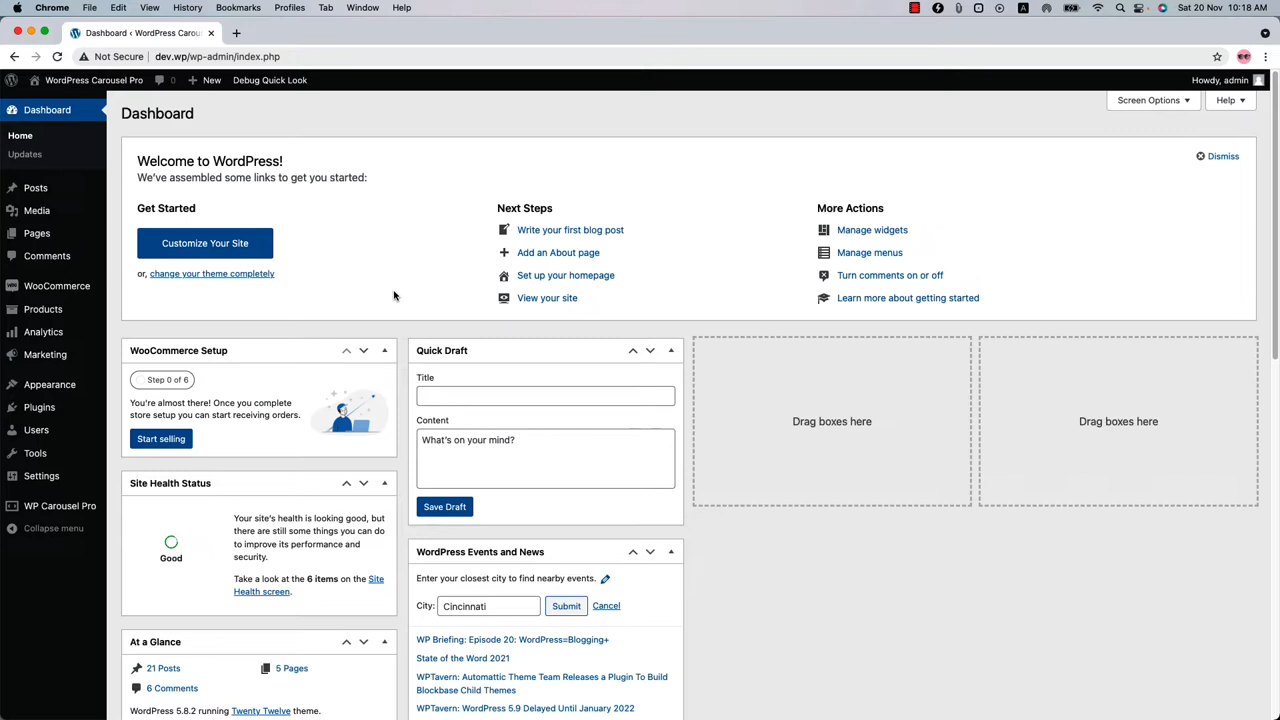 Chrome File Edit View History Bookmarks Profiles Tab Window Help A Sat 20 Nov 10:18 AM
Dashboard ‹ WordPress Carou
Not Secure dev.wp/wp-admin/index.php
WordPress Carousel Pro 0 New Debug Quick Look Howdy, admin
Dashboard
Home
Updates
Posts
Media
Pages
Comments
WooCommerce
Products
Analytics
Marketing
Appearance
Plugins
Users
Tools
Settings
WP Carousel Pro
Collapse menu
Dashboard
Screen Options
Help
Welcome to WordPress!
We've assembled some links to get you started:
Dismiss
Get Started
Customize Your Site
or, change your theme completely
Next Steps
Write your first blog post
Add an About page
Set up your homepage
View your site
More Actions
Manage widgets
Manage menus
Turn comments on or off
Learn more about getting started
WooCommerce Setup
Step 0 of 6
You're almost there! Once you complete
store setup you can start receiving orders.
Start selling
Site Health Status
Good
Your site's health is looking good, but
there are still some things you can do
to improve its performance and
security.
Take a look at the 6 items on the Site
Health screen.
At a Glance
21 Posts
5 Pages
6 Comments
WordPress 5.8.2 running Twenty Twelve theme.
Quick Draft
Title
Content
What's on your mind?
Save Draft
WordPress Events and News
Enter your closest city to find nearby events.
City: Cincinnati Submit Cancel
WP Briefing: Episode 20: WordPress=Blogging+
State of the Word 2021
WPTavern: Automattic Theme Team Releases a Plugin To Build
Blockbase Child Themes
WPTavern: WordPress 5.9 Delayed Until January 2022
Drag boxes here
Drag boxes here